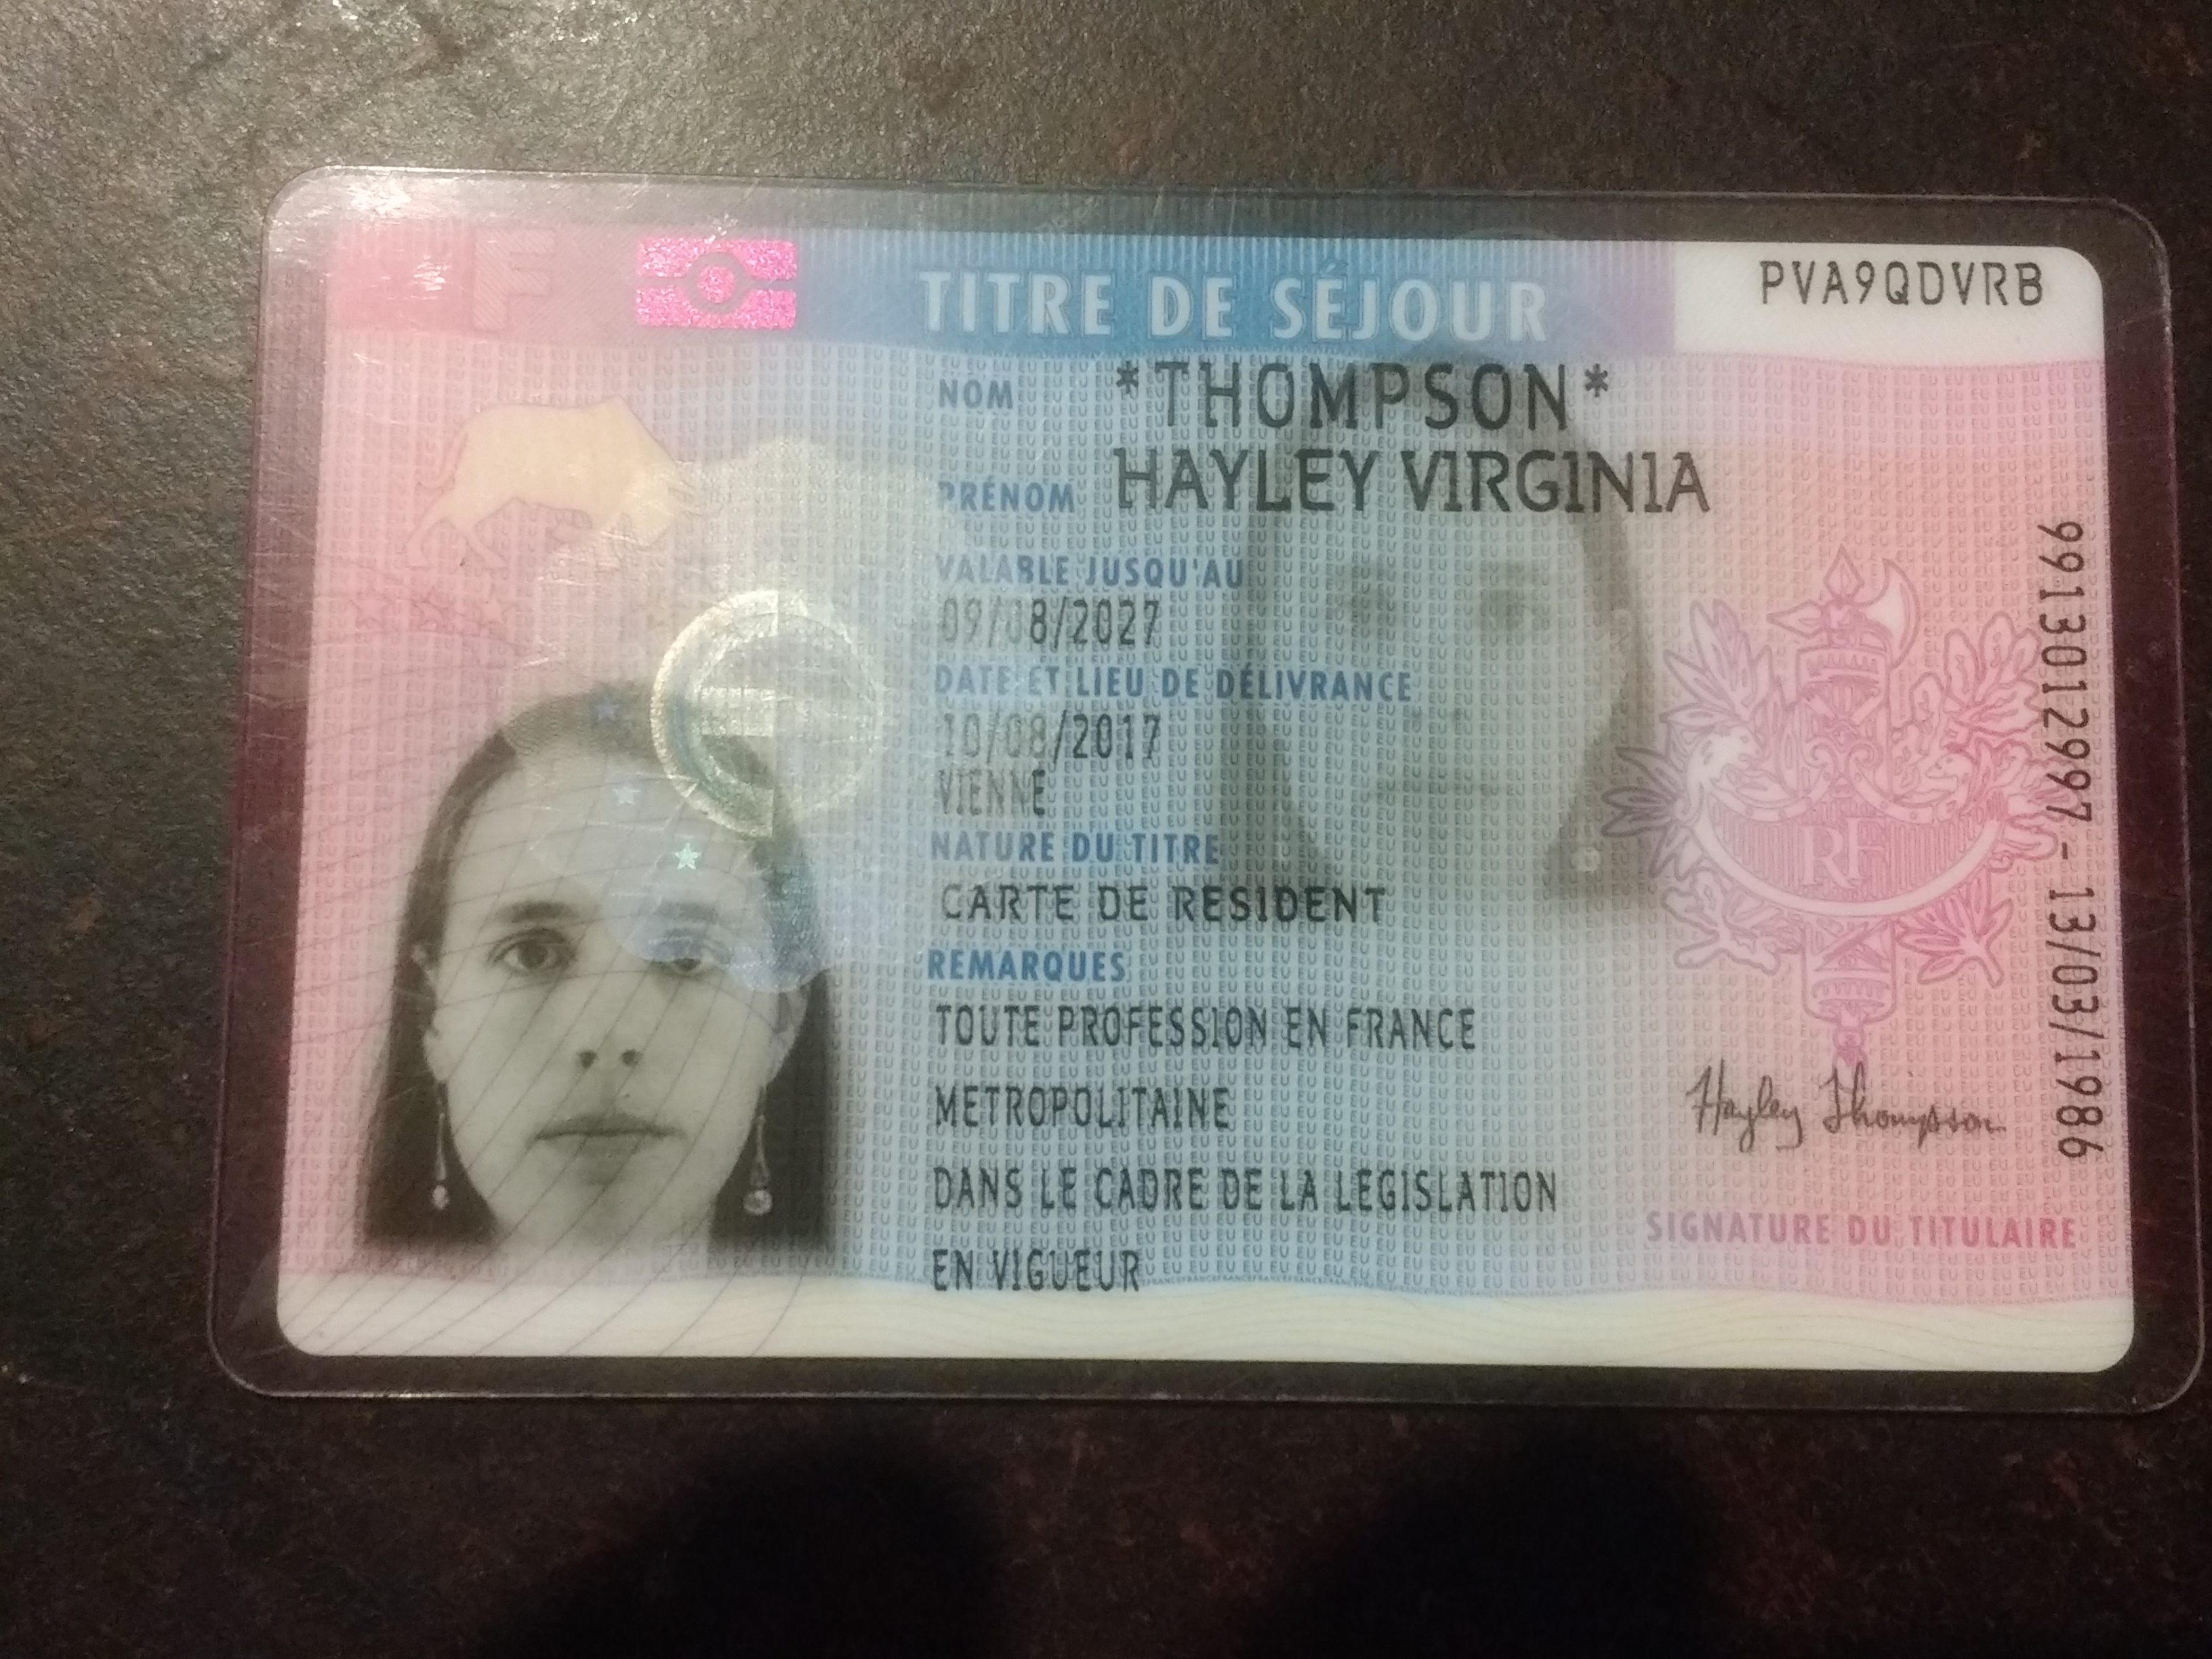 F
TITRE DE SÉJOUR
PVA9QDVRB
NOM *THOMPSON*
PRÉNOM HAYLEY VIRGINIA
VALABLE JUSQU'AU
09/08/2027
DATE ET LIEU DE DÉLIVRANCE
10/08/2017
VIENNE
NATURE DU TITRE
CARTE DE RESIDENT
REMARQUES
TOUTE PROFESSION EN FRANCE
METROPOLITAINE
DANS LE CADRE DE LA LEGISLATION
EN VIGUEUR
RF
Hayley Thompson
SIGNATURE DU TITULAIRE
9913012997 - 13/03/1986